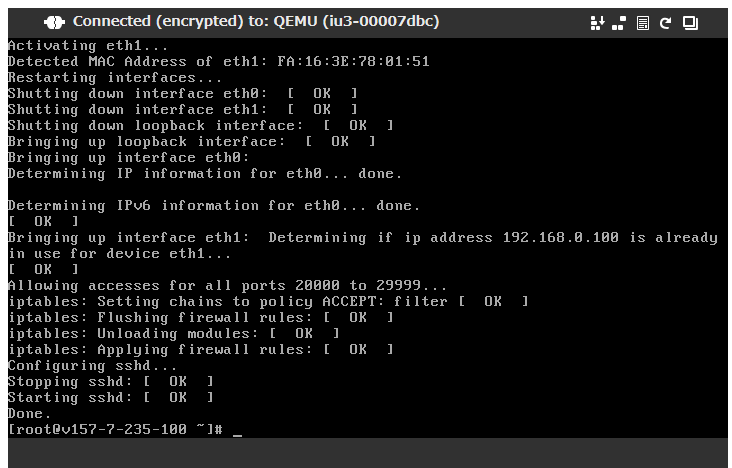 Connected (encrypted) to: QEMU (iu3-00007dbc)
Activating eth1...
Detected MAC Address of eth1: FA:16:3E:78:01:51
Restarting interfaces...
Shutting down interface eth0:  [  OK  ]
Shutting down interface eth1:  [  OK  ]
Shutting down loopback interface:  [  OK  ]
Bringing up loopback interface:  [  OK  ]
Bringing up interface eth0:
Determining IP information for eth0... done.
Determining IPv6 information for eth0... done.
[  OK  ]
Bringing up interface eth1:  Determining if ip address 192.168.0.100 is already
in use for device eth1...
[  OK  ]
Allowing accesses for all ports 20000 to 29999...
iptables: Setting chains to policy ACCEPT: filter [  OK  ]
iptables: Flushing firewall rules: [  OK  ]
iptables: Unloading modules: [  OK  ]
iptables: Applying firewall rules: [  OK  ]
Configuring sshd...
Stopping sshd: [  OK  ]
Starting sshd: [  OK  ]
Done.
[root@v157-7-235-100 ~]# _